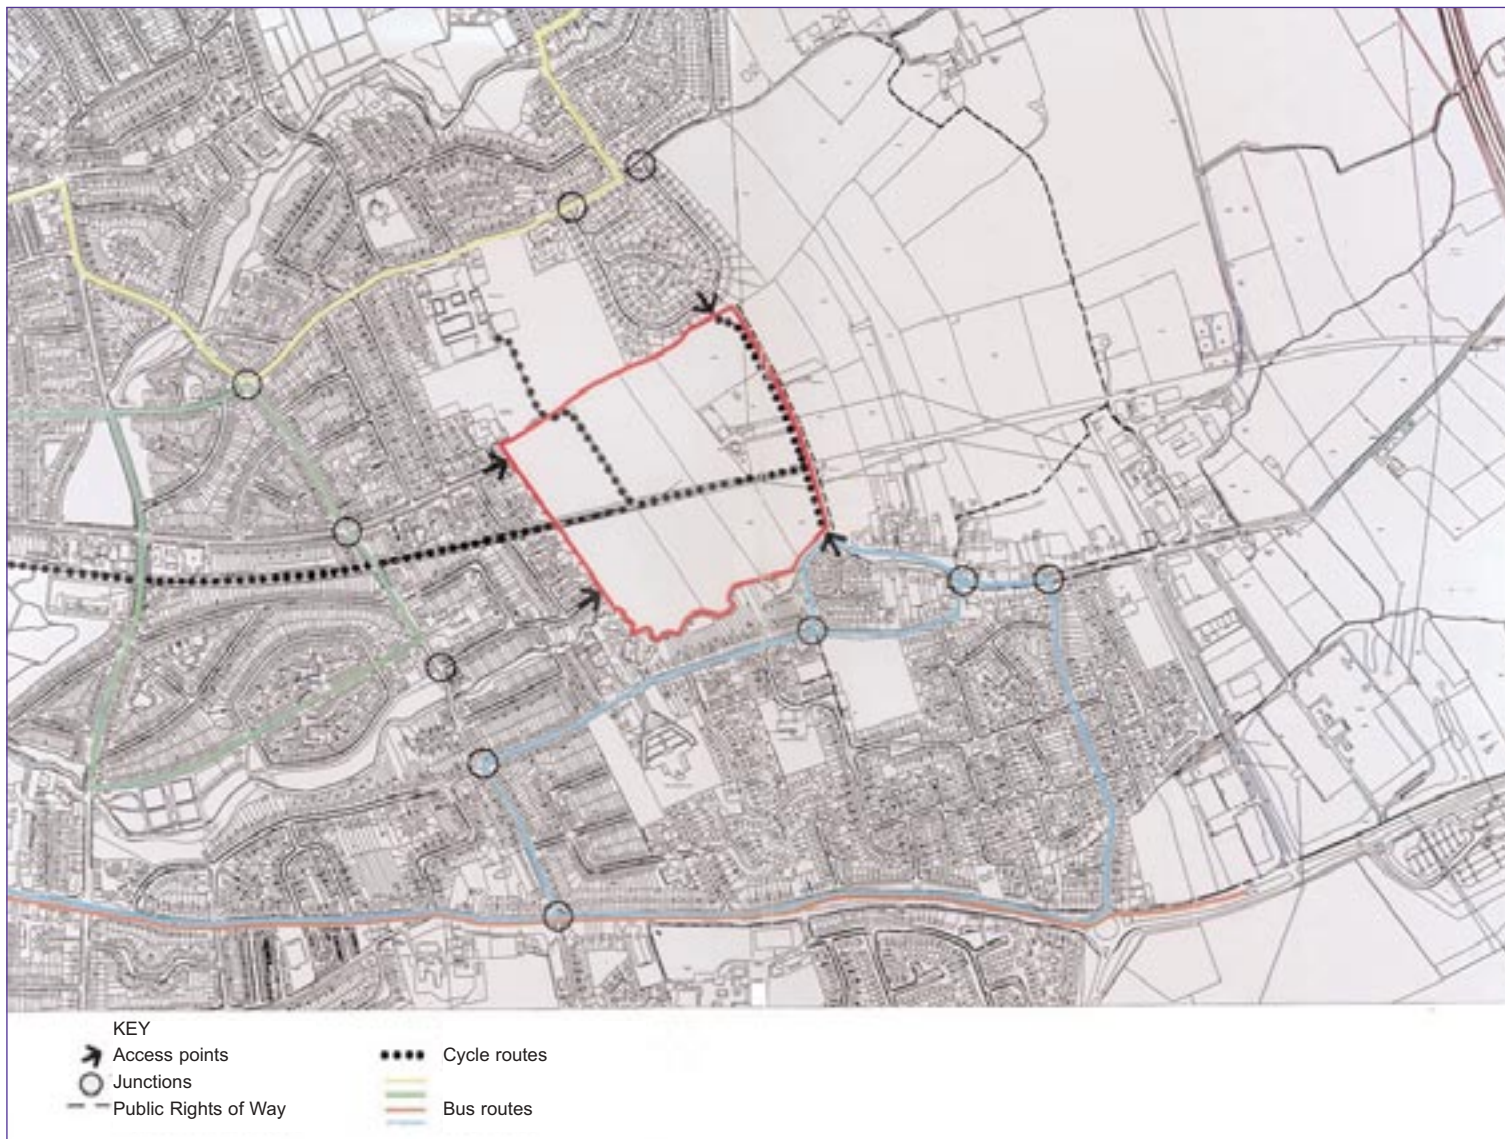 KEY
Access points
Junctions
Public Rights of Way
Cycle routes
Bus routes